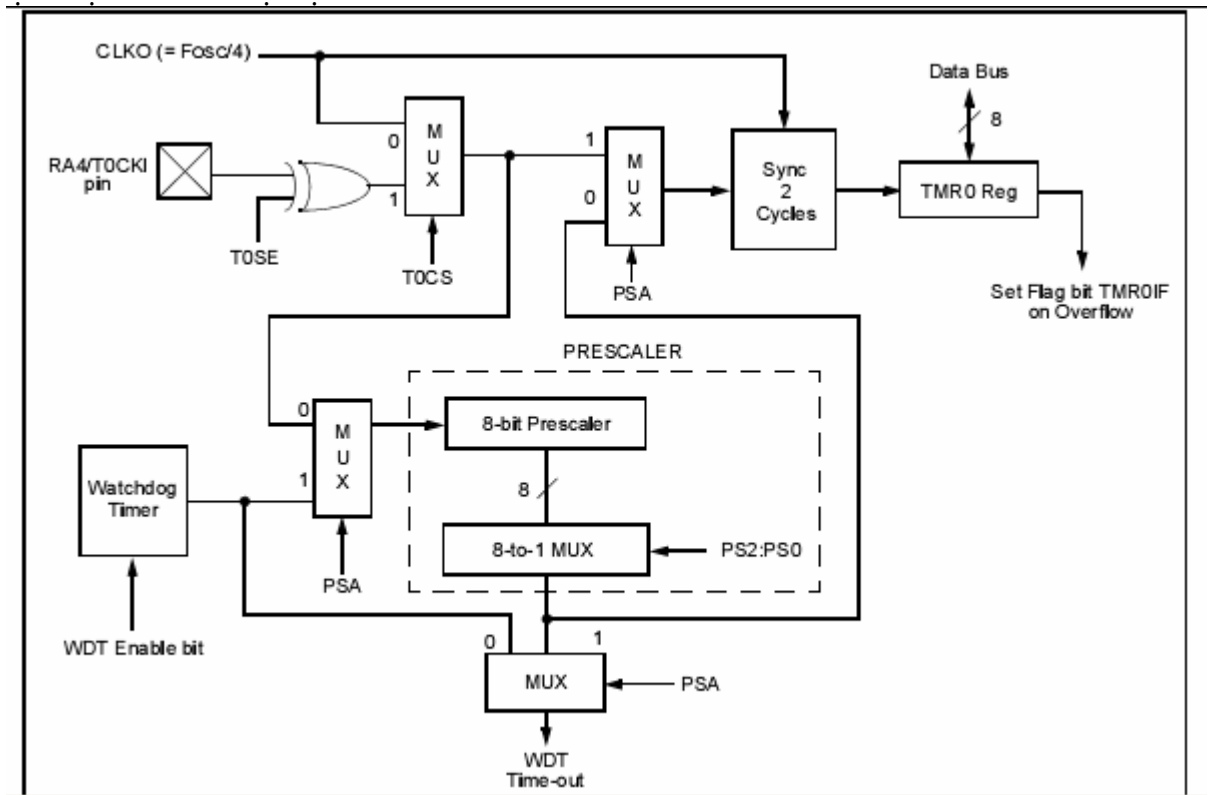 CLKO (= Fosc/4)
Data Bus
8
RA4/T0CKI
pin
0
1
M
U
X
1
0
M
U
X
Sync
2
Cycles
TMR0 Reg
T0SE
T0CS
PSA
Set Flag bit TMR0IF
on Overflow
PRESCALER
0
1
M
U
X
8-bit Prescaler
Watchdog
Timer
8
8-to-1 MUX
PS2:PS0
PSA
WDT Enable bit
0
1
MUX
PSA
WDT
Time-out